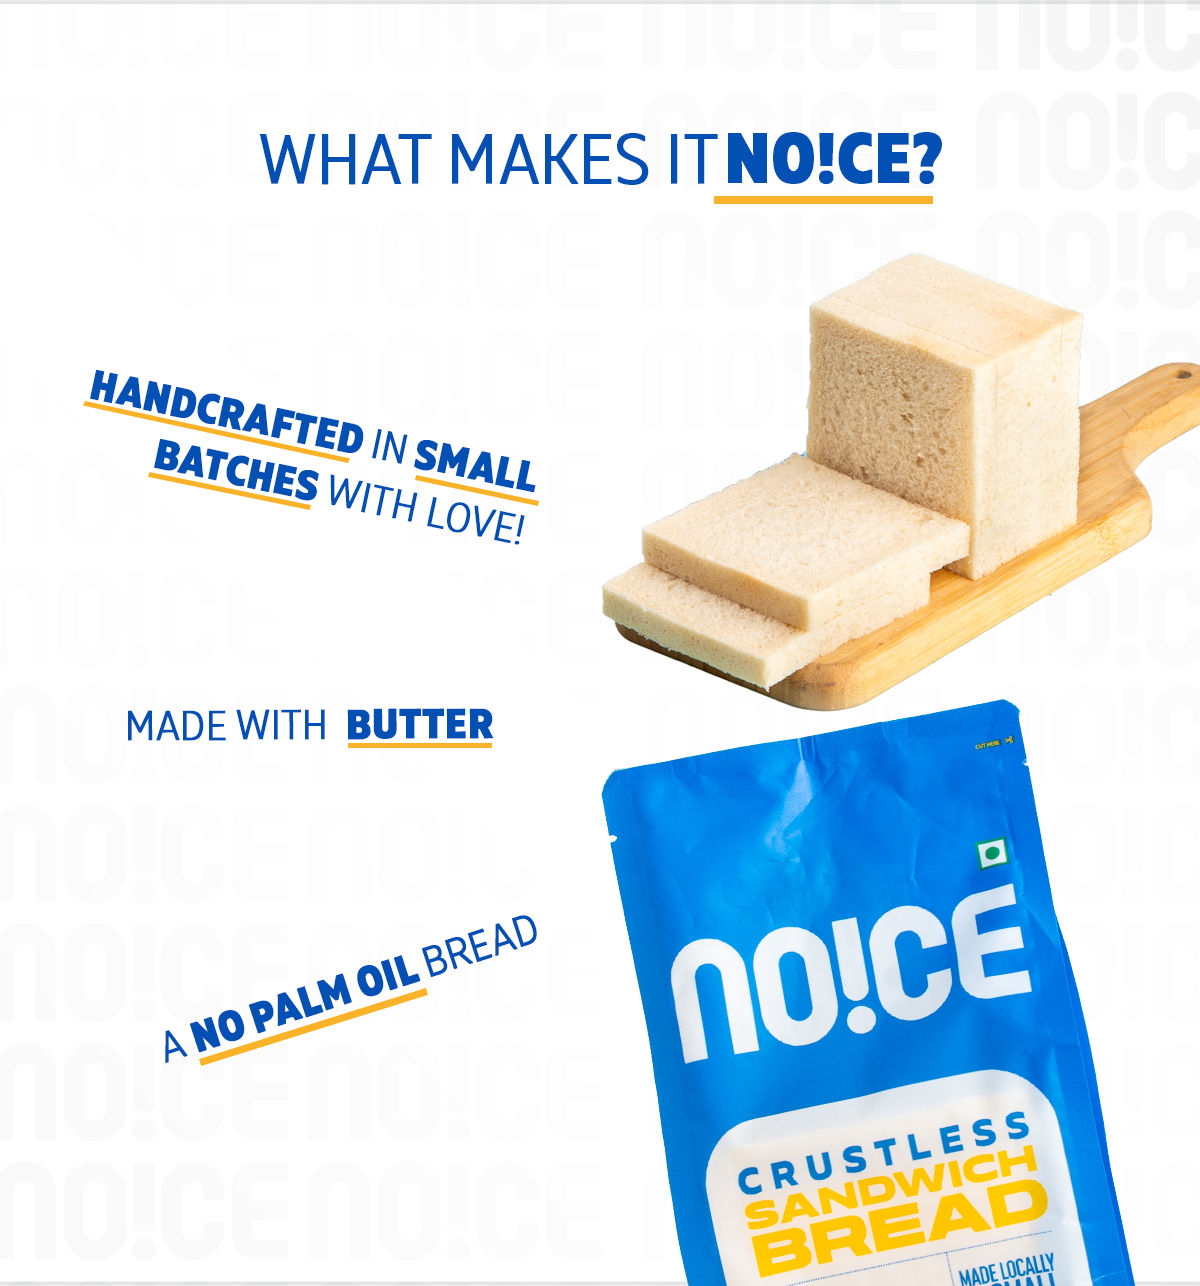 WHAT MAKES IT NO!CE?
HANDCRAFTED IN SMALL
BATCHES WITH LOVE!
MADE WITH BUTTER
A NO PALM OIL BREAD
CUT HERE
NO!CE
CRUSTLESS
SANDWICH
BREAD
MADE LOCALLY
SMALL